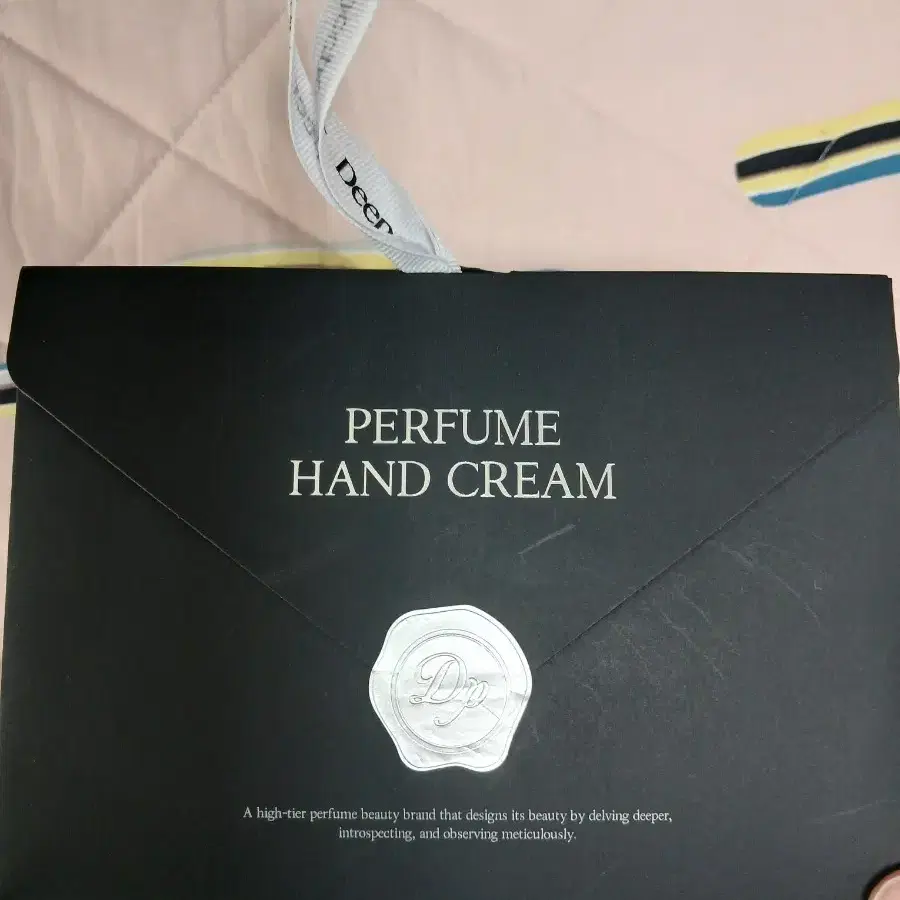 Deep
PERFUME
HAND CREAM
Dp
A high-tier perfume beauty brand that designs its beauty by delving deeper,
introspecting, and observing meticulously.